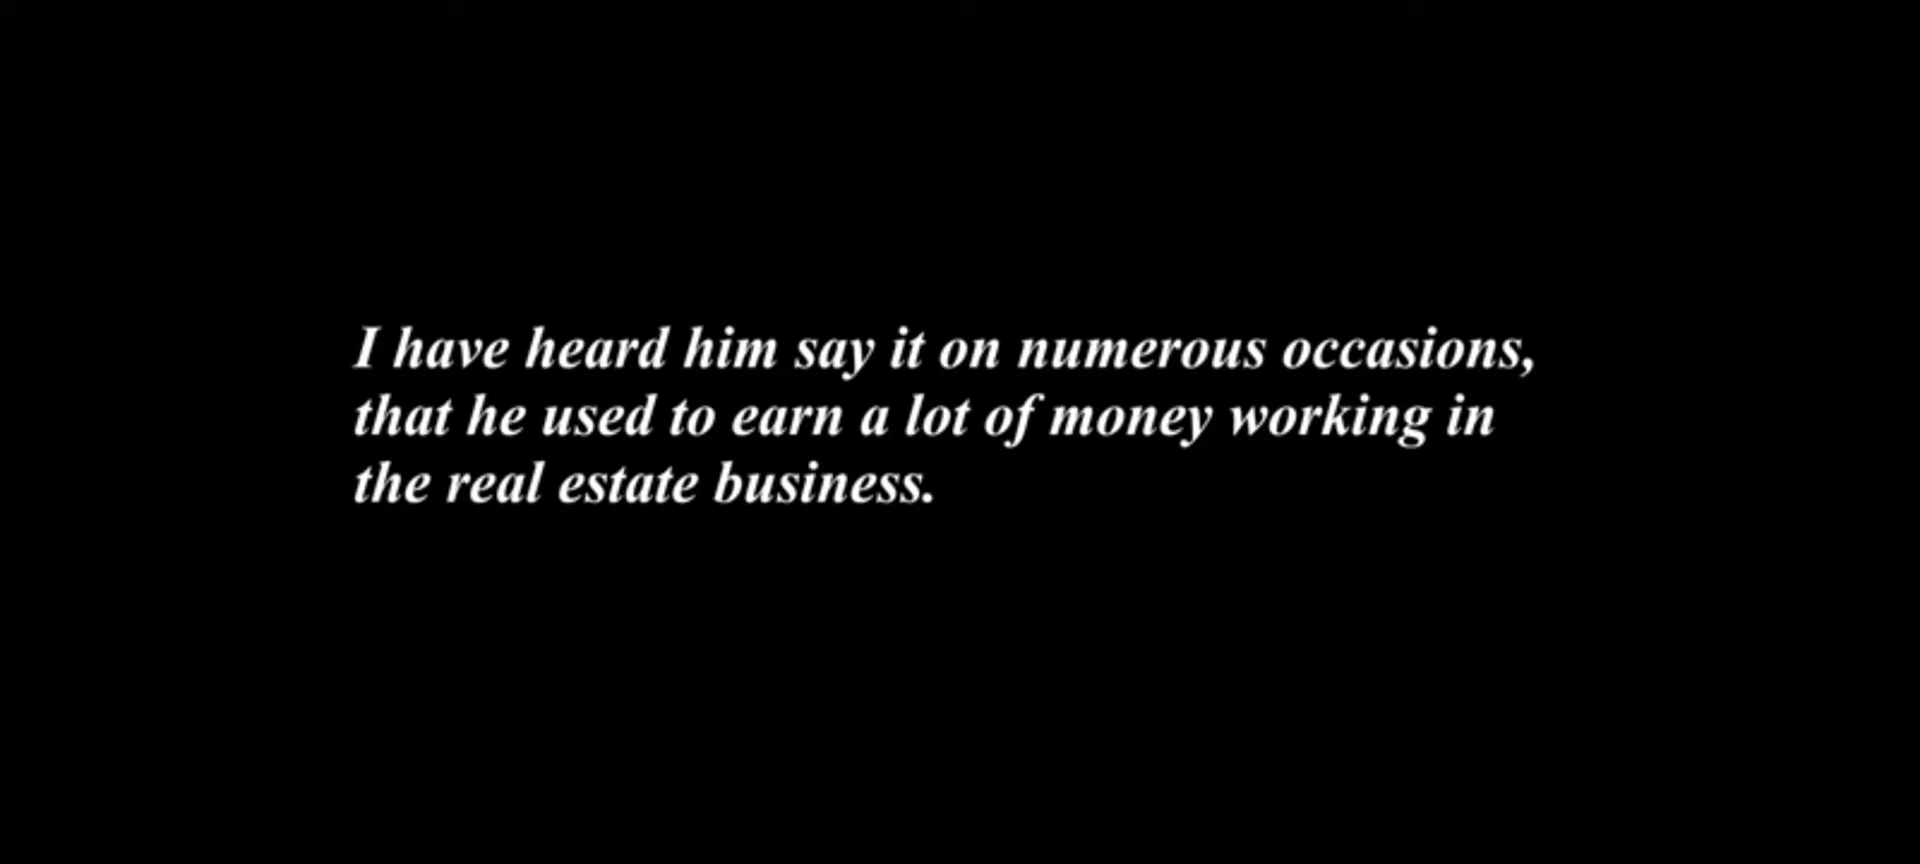 I have heard him say it on numerous occasions,
that he used to earn a lot of money working in
the real estate business.